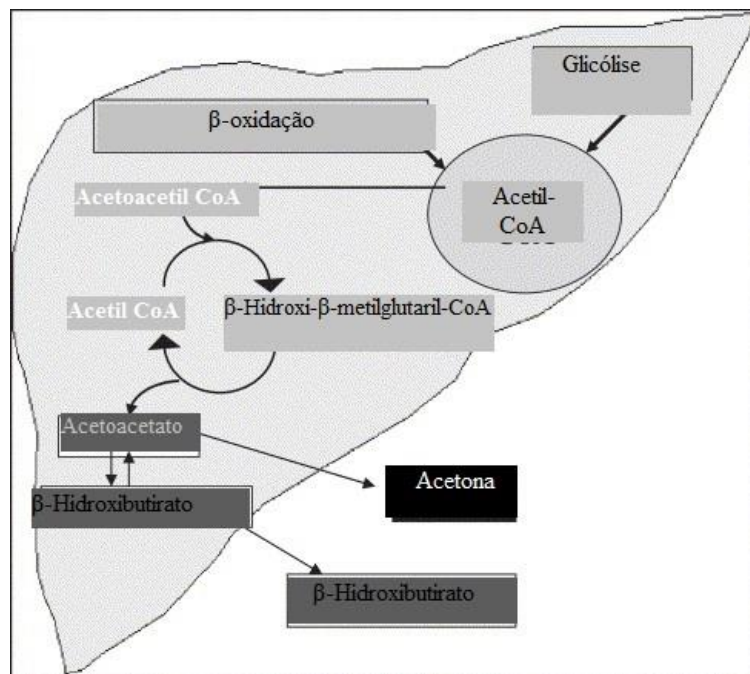 Glicólise
β-oxidação
Acetoacetil CoA
Acetil-
CoA
Acetil CoA
β-Hidroxi-β-metilglutaril-CoA
Acetoacetato
Acetona
β-Hidroxibutirato
β-Hidroxibutirato